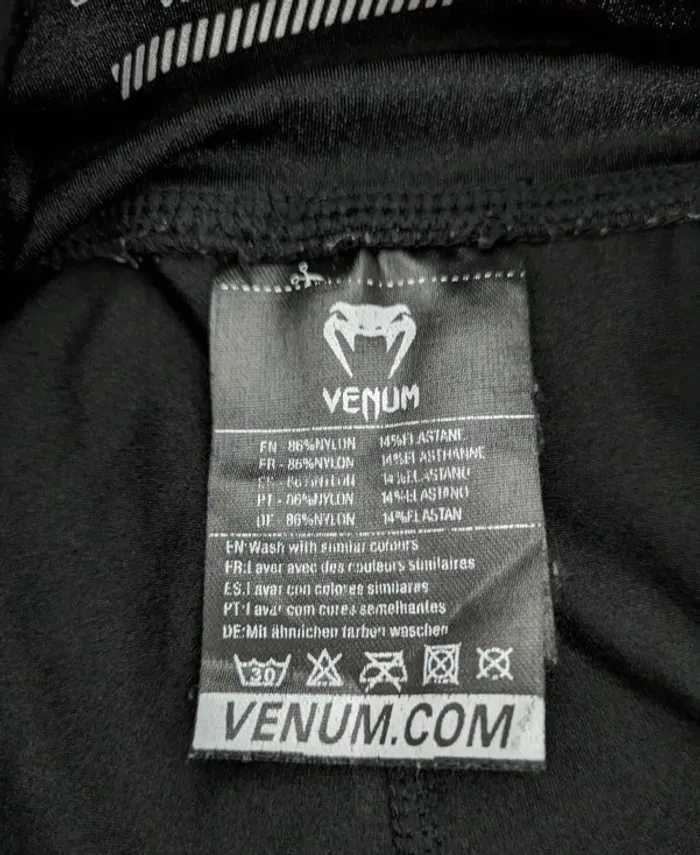 VENUM
EN 86%NYLON 14%ELASTANE
FR - 86%NYLON 14%ELASTHANNE
14%ELASTANO
PT - 86%NYLON 14%ELASTANO
DE 86%NYLON 14%ELASTAN
EN:Wash with similar colours
FR:Laver avec des couleurs similaires
ES:Lavar con colores similares
PT:Lavar com cores semelhantes
DE:Mit ähnlichen farben waschen
30
VENUM.COM